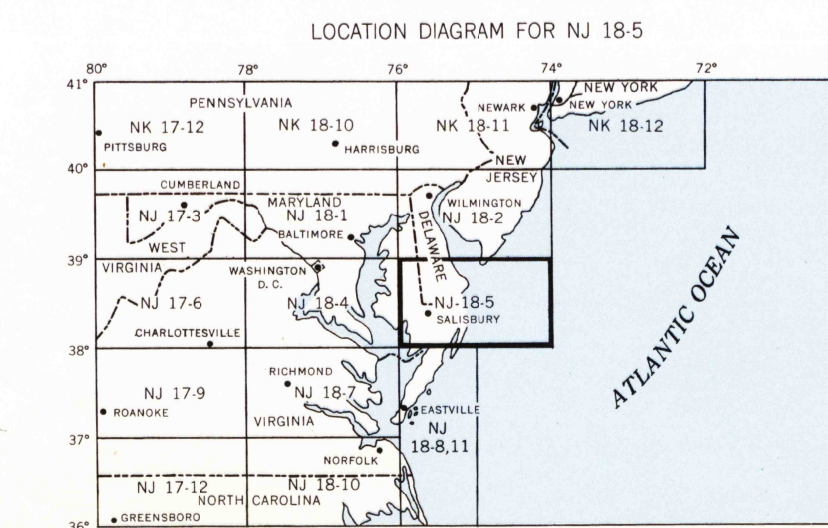 LOCATION DIAGRAM FOR NJ 18-5
80° 78° 76° 74° 72°
41°
PENNSYLVANIA
NEW YORK
NEWARK
NEW YORK
NK 17-12
NK 18-10
NK 18-11
NK 18-12
PITTSBURG
HARRISBURG
NEW
JERSEY
40°
CUMBERLAND
MARYLAND
WILMINGTON
NJ 17-3
NJ 18-1
NJ 18-2
DELAWARE
BALTIMORE
WEST
VIRGINIA
39°
WASHINGTON
D. C.
NJ 17-6
NJ 18-4
NJ-18-5
SALISBURY
ATLANTIC OCEAN
CHARLOTTESVILLE
38°
RICHMOND
NJ 17-9
NJ 18-7
ROANOKE
EASTVILLE
VIRGINIA
NJ
18-8,11
37°
NORFOLK
NJ 17-12
NJ 18-10
NORTH CAROLINA
GREENSBORO
36°